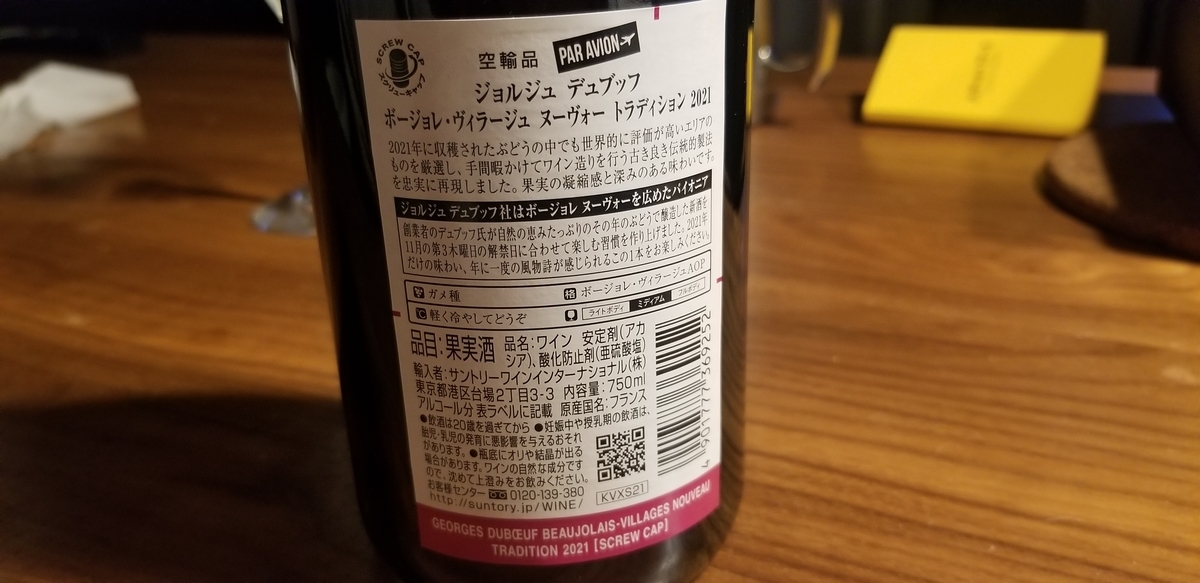 SCREW CAP
スクリューキャップ
空輸品
PAR AVION
ジョルジュ デュブッフ
ボージョレ・ヴィラージュ ヌーヴォー トラディション 2021
2021年に収穫されたぶどうの中でも世界的に評価が高いエリアの
ものを厳選し、手間暇かけてワイン造りを行う古き良き伝統的製法
を忠実に再現しました。果実の凝縮感と深みのある味わいです。
ジョルジュ デュブッフ社はボージョレ ヌーヴォーを広めたパイオニア
創業者のデュブッフ氏が自然の恵みたっぷりのその年のぶどうで醸造した新酒を
11月の第3木曜日の解禁日に合わせて楽しむ習慣を作り上げました。2021年
だけの味わい、年に一度の風物詩が感じられるこの1本をお楽しみください。
ガメ種
格 ボージョレ・ヴィラージュAOP
℃ 軽く冷やしてどうぞ
ライトボディ ミディアム フルボディ
品目:果実酒
品名:ワイン 安定剤(アカ
シア)、酸化防止剤(亜硫酸塩)
輸入者:サントリーワインインターナショナル(株)
東京都港区台場2丁目3-3 内容量:750ml
アルコール分 表ラベルに記載 原産国名:フランス
●飲酒は20歳を過ぎてから ●妊娠中や授乳期の飲酒は、
胎児・乳児の発育に悪影響を与えるおそれ
があります。●瓶底にオリや結晶が出る
場合があります。ワインの自然な成分です
ので、沈めて上澄みをお飲みください。
お客様センター 0120-139-380
http://suntory.jp/WINE/
KVXS21
4 901777 369252
GEORGES DUBŒUF BEAUJOLAIS-VILLAGES NOUVEAU
TRADITION 2021 [SCREW CAP]